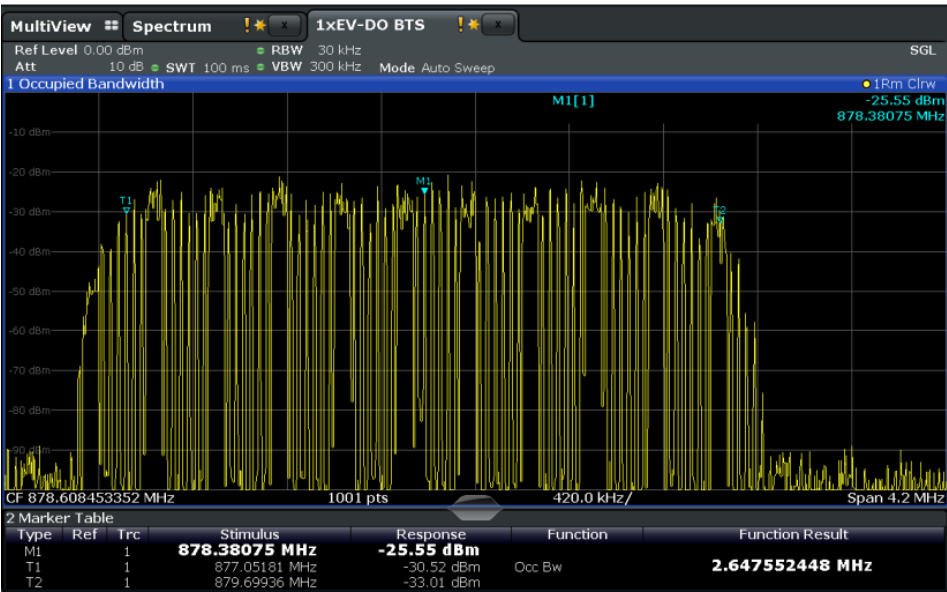 MultiView Spectrum ! x 1xEV-DO BTS ! x
Ref Level 0.00 dBm RBW 30 kHz SGL
Att 10 dB SWT 100 ms VBW 300 kHz Mode Auto Sweep
1 Occupied Bandwidth 1Rm Clrw
M1[1] -25.55 dBm
878.38075 MHz
-10 dBm
-20 dBm
M1
T1
T2
-30 dBm
-40 dBm
-50 dBm
-60 dBm
-70 dBm
-80 dBm
-90 dBm
CF 878.608453352 MHz 1001 pts 420.0 kHz/ Span 4.2 MHz
2 Marker Table
Type Ref Trc Stimulus Response Function Function Result
M1 1 878.38075 MHz -25.55 dBm
T1 1 877.05181 MHz -30.52 dBm Occ Bw 2.647552448 MHz
T2 1 879.69936 MHz -33.01 dBm